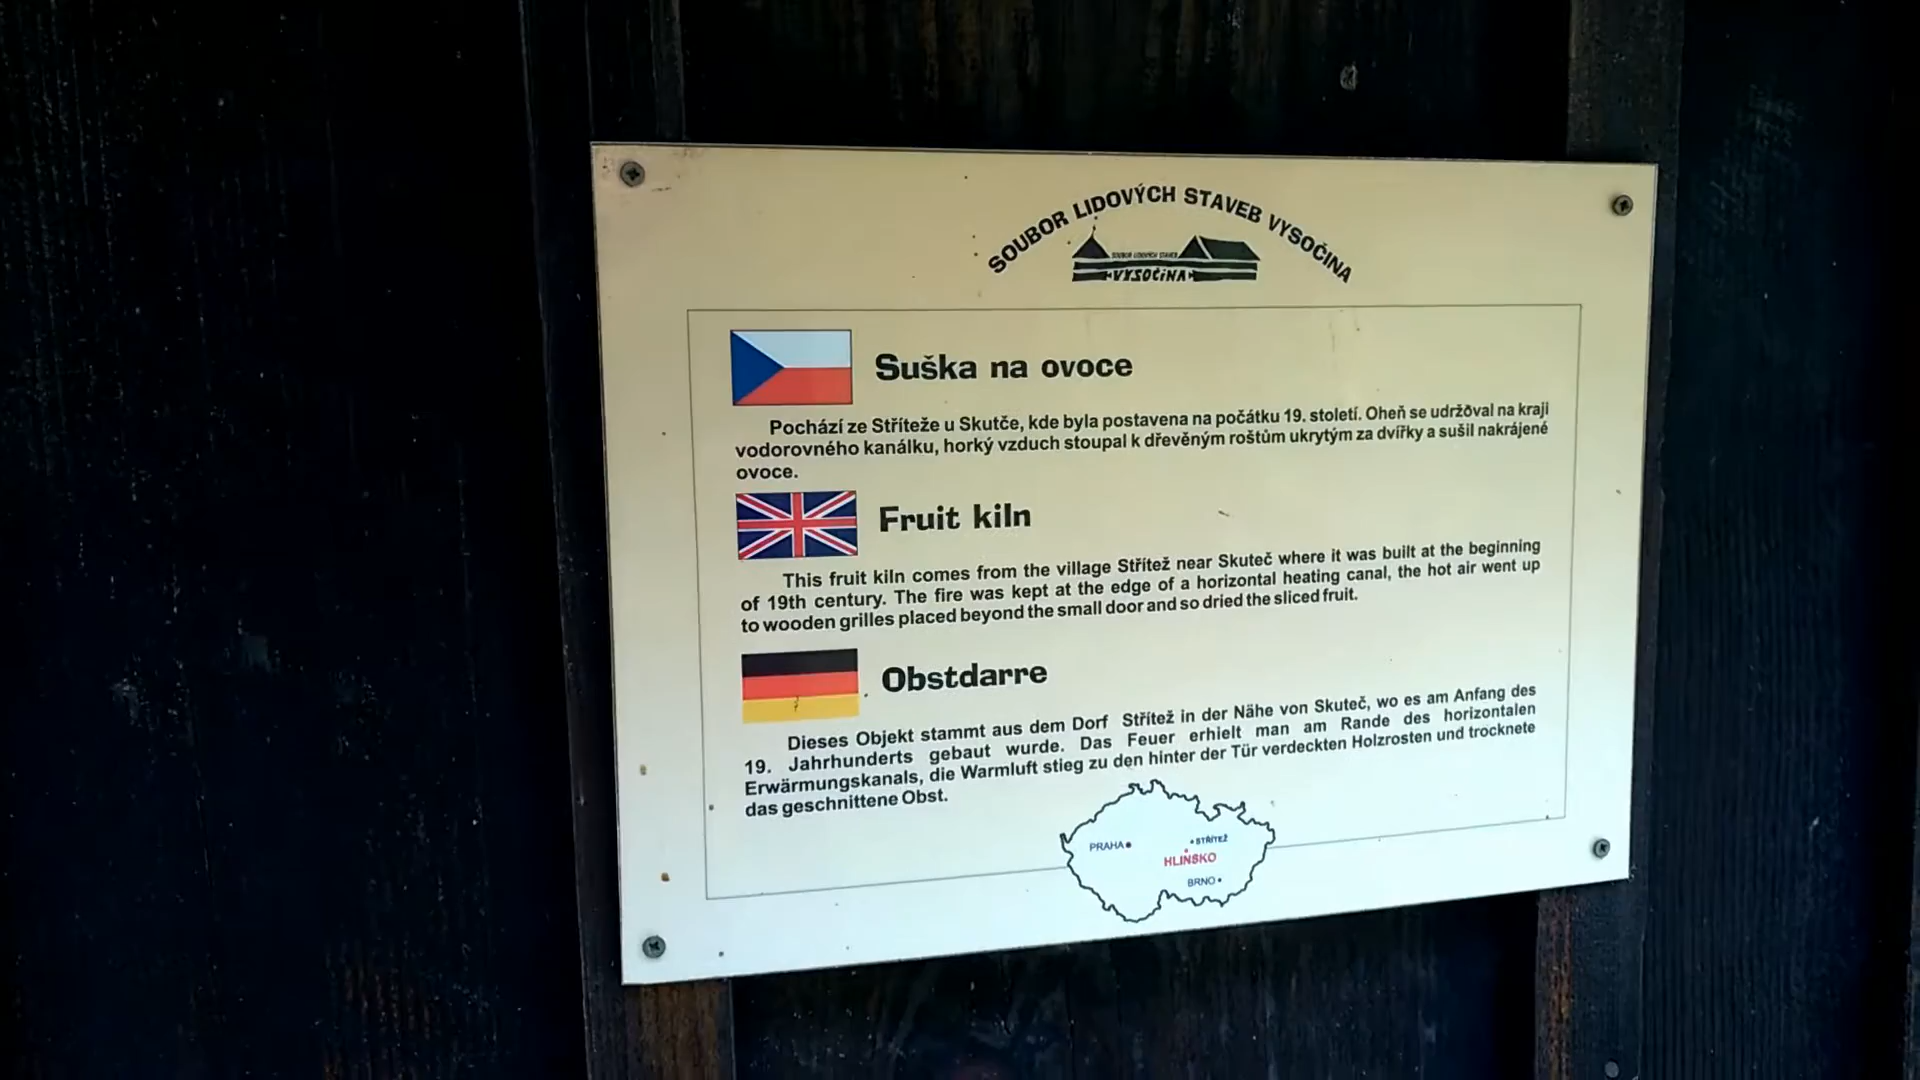 SOUBOR LIDOVÝCH STAVEB VYSOČINA
SOUBOR LIDOVÝCH STAVEB
VYSOČINA
Suška na ovoce
Pochází ze Stříteže u Skutče, kde byla postavena na počátku 19. století. Oheň se udržõval na kraji
vodorovného kanálku, horký vzduch stoupal k dřevěným roštům ukrytým za dvířky a sušil nakrájené
ovoce.
Fruit kiln
This fruit kiln comes from the village Střítež near Skuteč where it was built at the beginning
of 19th century. The fire was kept at the edge of a horizontal heating canal, the hot air went up
to wooden grilles placed beyond the small door and so dried the sliced fruit.
Obstdarre
Dieses Objekt stammt aus dem Dorf Střítež in der Nähe von Skuteč, wo es am Anfang des
19. Jahrhunderts gebaut wurde. Das Feuer erhielt man am Rande des horizontalen
Erwärmungskanals, die Warmluft stieg zu den hinter der Tür verdeckten Holzrosten und trocknete
das geschnittene Obst.
PRAHA
STŘÍTEŽ
HLINSKO
BRNO